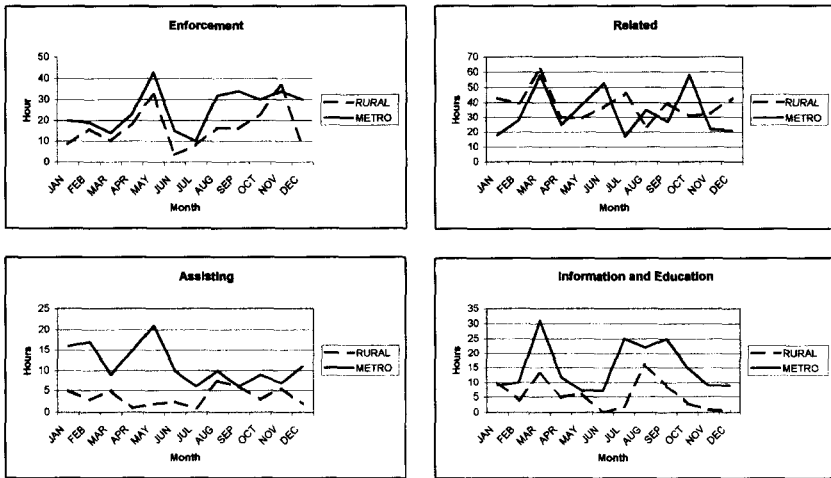 Enforcement
50
40
30
20
10
0
Hour
JAN
FEB
MAR
APR
MAY
JUN
JUL
AUG
SEP
OCT
NOV
DEC
Month
RURAL
METRO
Related
70
60
50
40
30
20
10
0
Hours
JAN
FEB
MAR
APR
MAY
JUN
JUL
AUG
SEP
OCT
NOV
DEC
Month
RURAL
METRO
Assisting
25
20
15
10
5
0
Hours
JAN
FEB
MAR
APR
MAY
JUN
JUL
AUG
SEP
OCT
NOV
DEC
Month
RURAL
METRO
Information and Education
35
30
25
20
15
10
5
0
Hours
JAN
FEB
MAR
APR
MAY
JUN
JUL
AUG
SEP
OCT
NOV
DEC
Month
RURAL
METRO